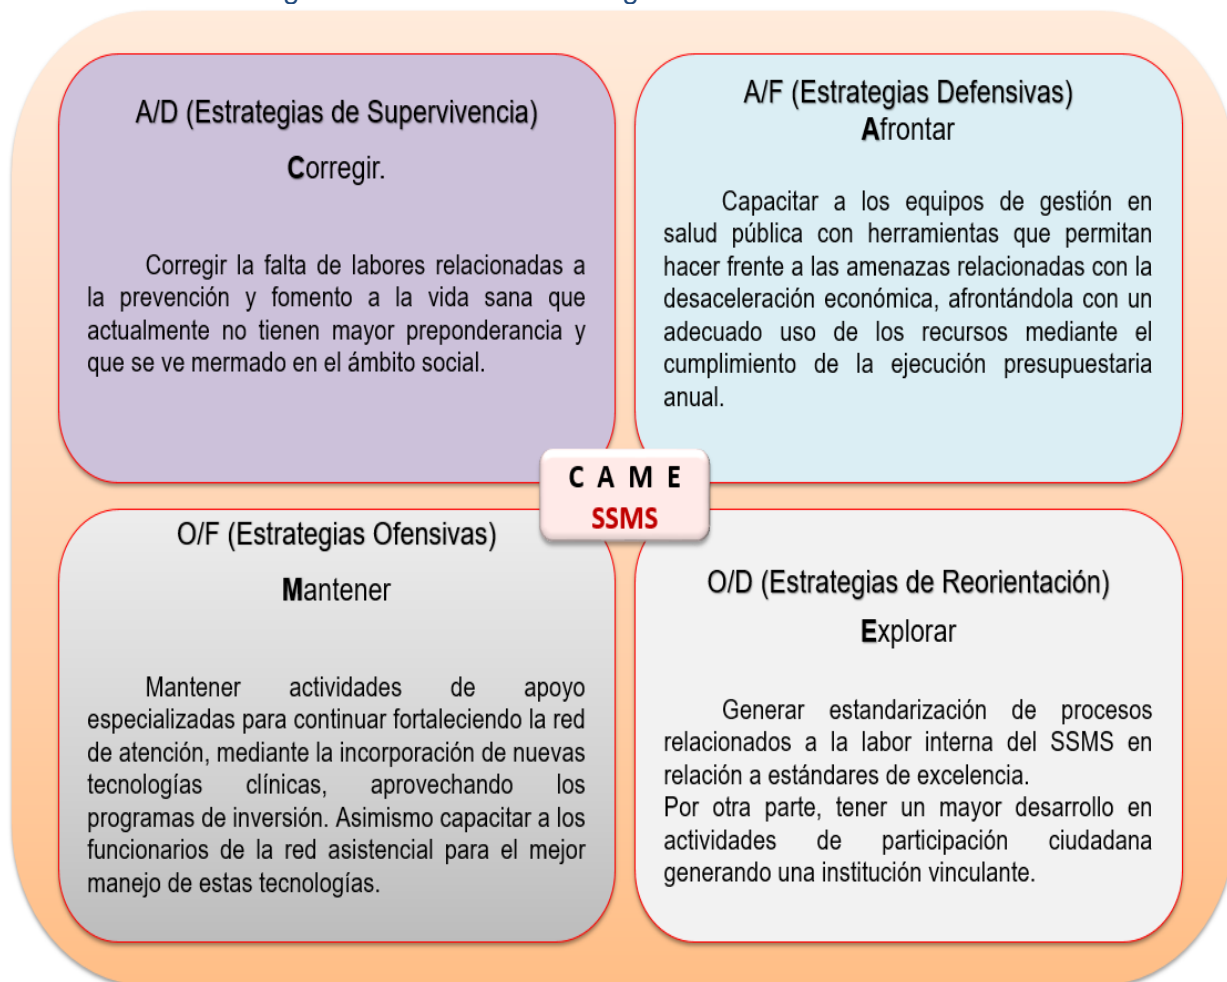 A/D (Estrategias de Supervivencia)
Corregir.
Corregir la falta de labores relacionadas a
la prevención y fomento a la vida sana que
actualmente no tienen mayor preponderancia y
que se ve mermado en el ámbito social.
A/F (Estrategias Defensivas)
Afrontar
Capacitar a los equipos de gestión en
salud pública con herramientas que permitan
hacer frente a las amenazas relacionadas con la
desaceleración económica, afrontándola con un
adecuado uso de los recursos mediante el
cumplimiento de la ejecución presupuestaria
anual.
C A M E
SSMS
O/F (Estrategias Ofensivas)
Mantener
Mantener actividades de apoyo
especializadas para continuar fortaleciendo la red
de atención, mediante la incorporación de nuevas
tecnologías clínicas, aprovechando los
programas de inversión. Asimismo capacitar a los
funcionarios de la red asistencial para el mejor
manejo de estas tecnologías.
O/D (Estrategias de Reorientación)
Explorar
Generar estandarización de procesos
relacionados a la labor interna del SSMS en
relación a estándares de excelencia.
Por otra parte, tener un mayor desarrollo en
actividades de participación ciudadana
generando una institución vinculante.